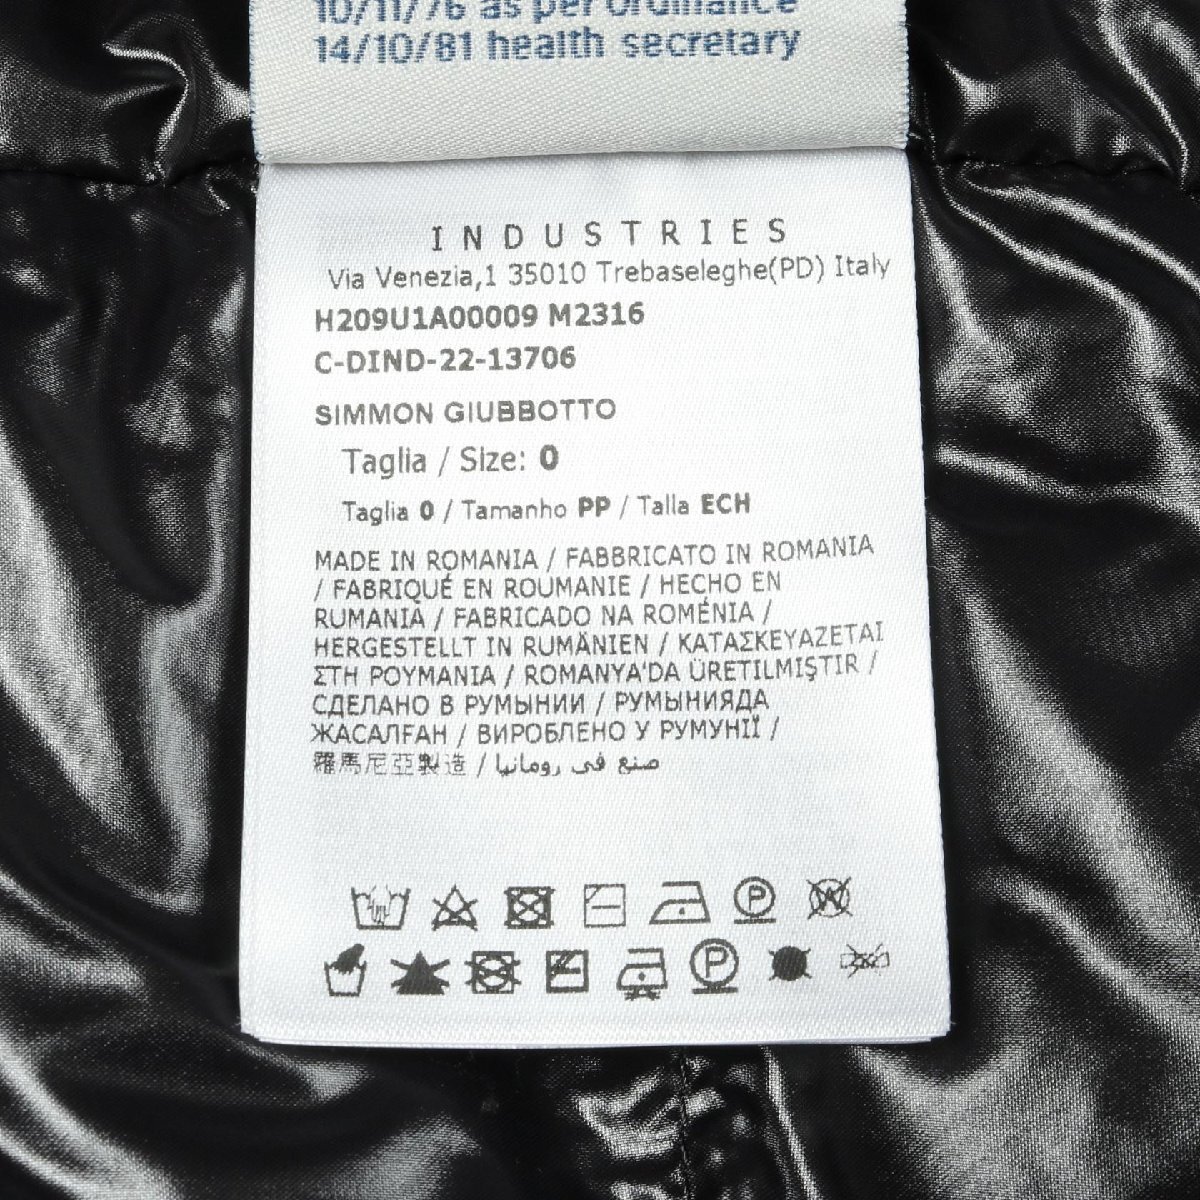 10/11/76 as per ordinance
14/10/81 health secretary
INDUSTRIES
Via Venezia,1 35010 Trebaseleghe(PD) Italy
H209U1A00009 M2316
C-DIND-22-13706
SIMMON GIUBBOTTO
Taglia / Size: 0
Taglia 0 / Tamanho PP / Talla ECH
MADE IN ROMANIA / FABBRICATO IN ROMANIA
/ FABRIQUÉ EN ROUMANIE / HECHO EN
RUMANIA / FABRICADO NA ROMÉNIA /
HERGESTELLT IN RUMÄNIEN / ΚΑΤΑΣΚΕΥΑΖΕΤΑΙ
ΣΤΗ ΡΟΥΜΑΝΙΑ / ROMANYA'DA ÜRETILMIŞTIR /
СДЕЛАНО В РУМЫНИИ / РУМЫНИЯДА
ЖАСАЛҒАН / ВИРОБЛЕНО У РУМУНІЇ /
羅馬尼亞製造 / صنع في رومانيا
P W
P